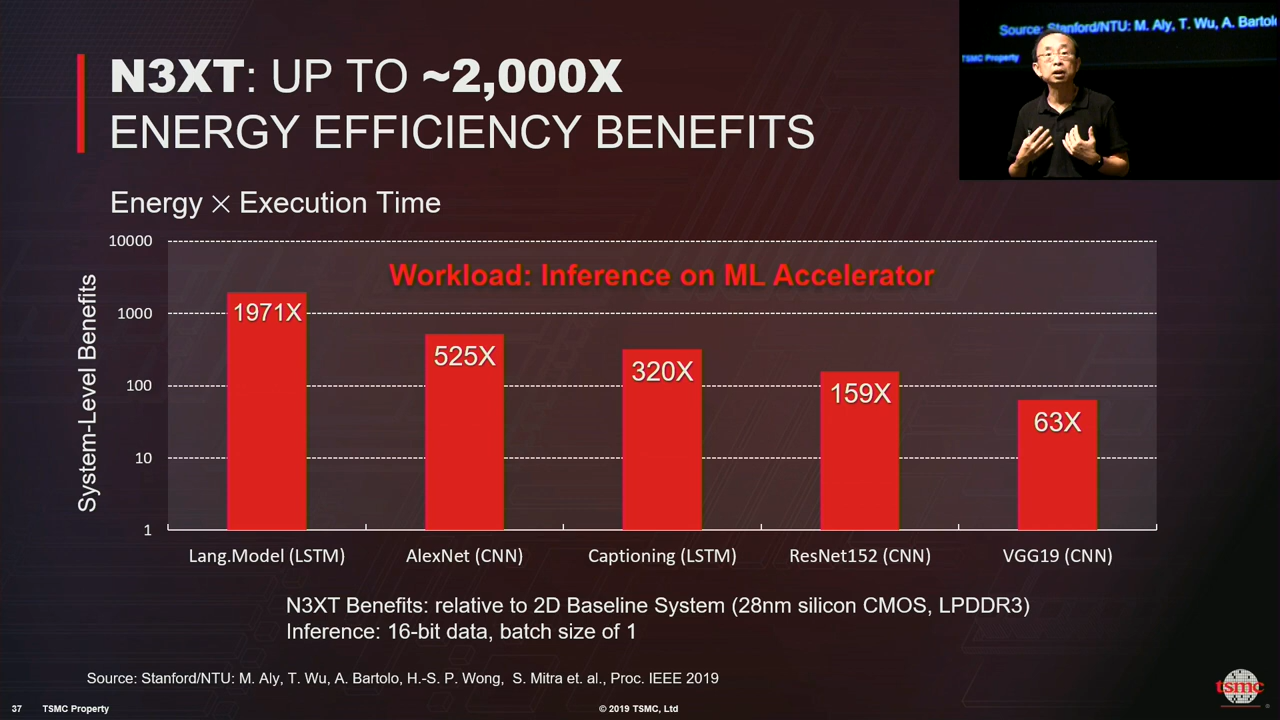 N3XT: UP TO ~2,000X
ENERGY EFFICIENCY BENEFITS
Source: Stanford/NTU: M. Aly, T. Wu, A. Bartol
TSMC Property
Energy × Execution Time
System-Level Benefits
10000
1000
100
10
1
Workload: Inference on ML Accelerator
1971X
525X
320X
159X
63X
Lang.Model (LSTM)
AlexNet (CNN)
Captioning (LSTM)
ResNet152 (CNN)
VGG19 (CNN)
N3XT Benefits: relative to 2D Baseline System (28nm silicon CMOS, LPDDR3)
Inference: 16-bit data, batch size of 1
Source: Stanford/NTU: M. Aly, T. Wu, A. Bartolo, H.-S. P. Wong, S. Mitra et. al., Proc. IEEE 2019
tsmc
37 TSMC Property © 2019 TSMC, Ltd